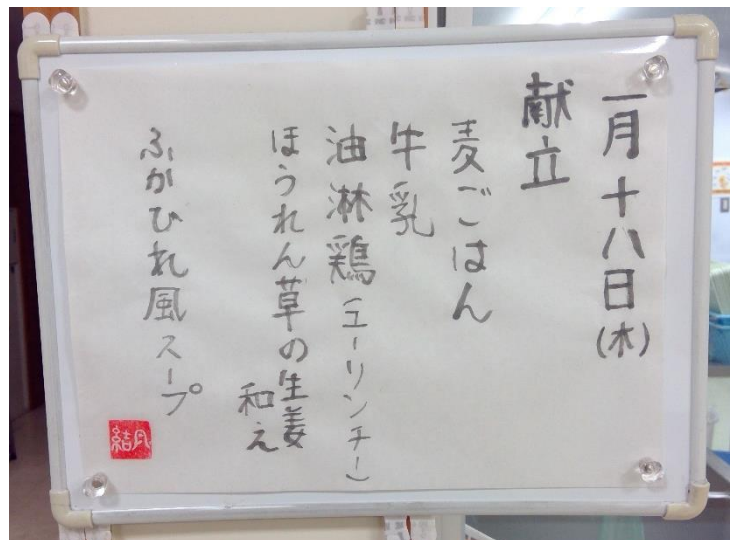 一月十八日(木)
献立
麦ごはん
牛乳
油淋鶏(ユーリンチー)
ほうれん草の生姜
和え
ふかひれ風スープ